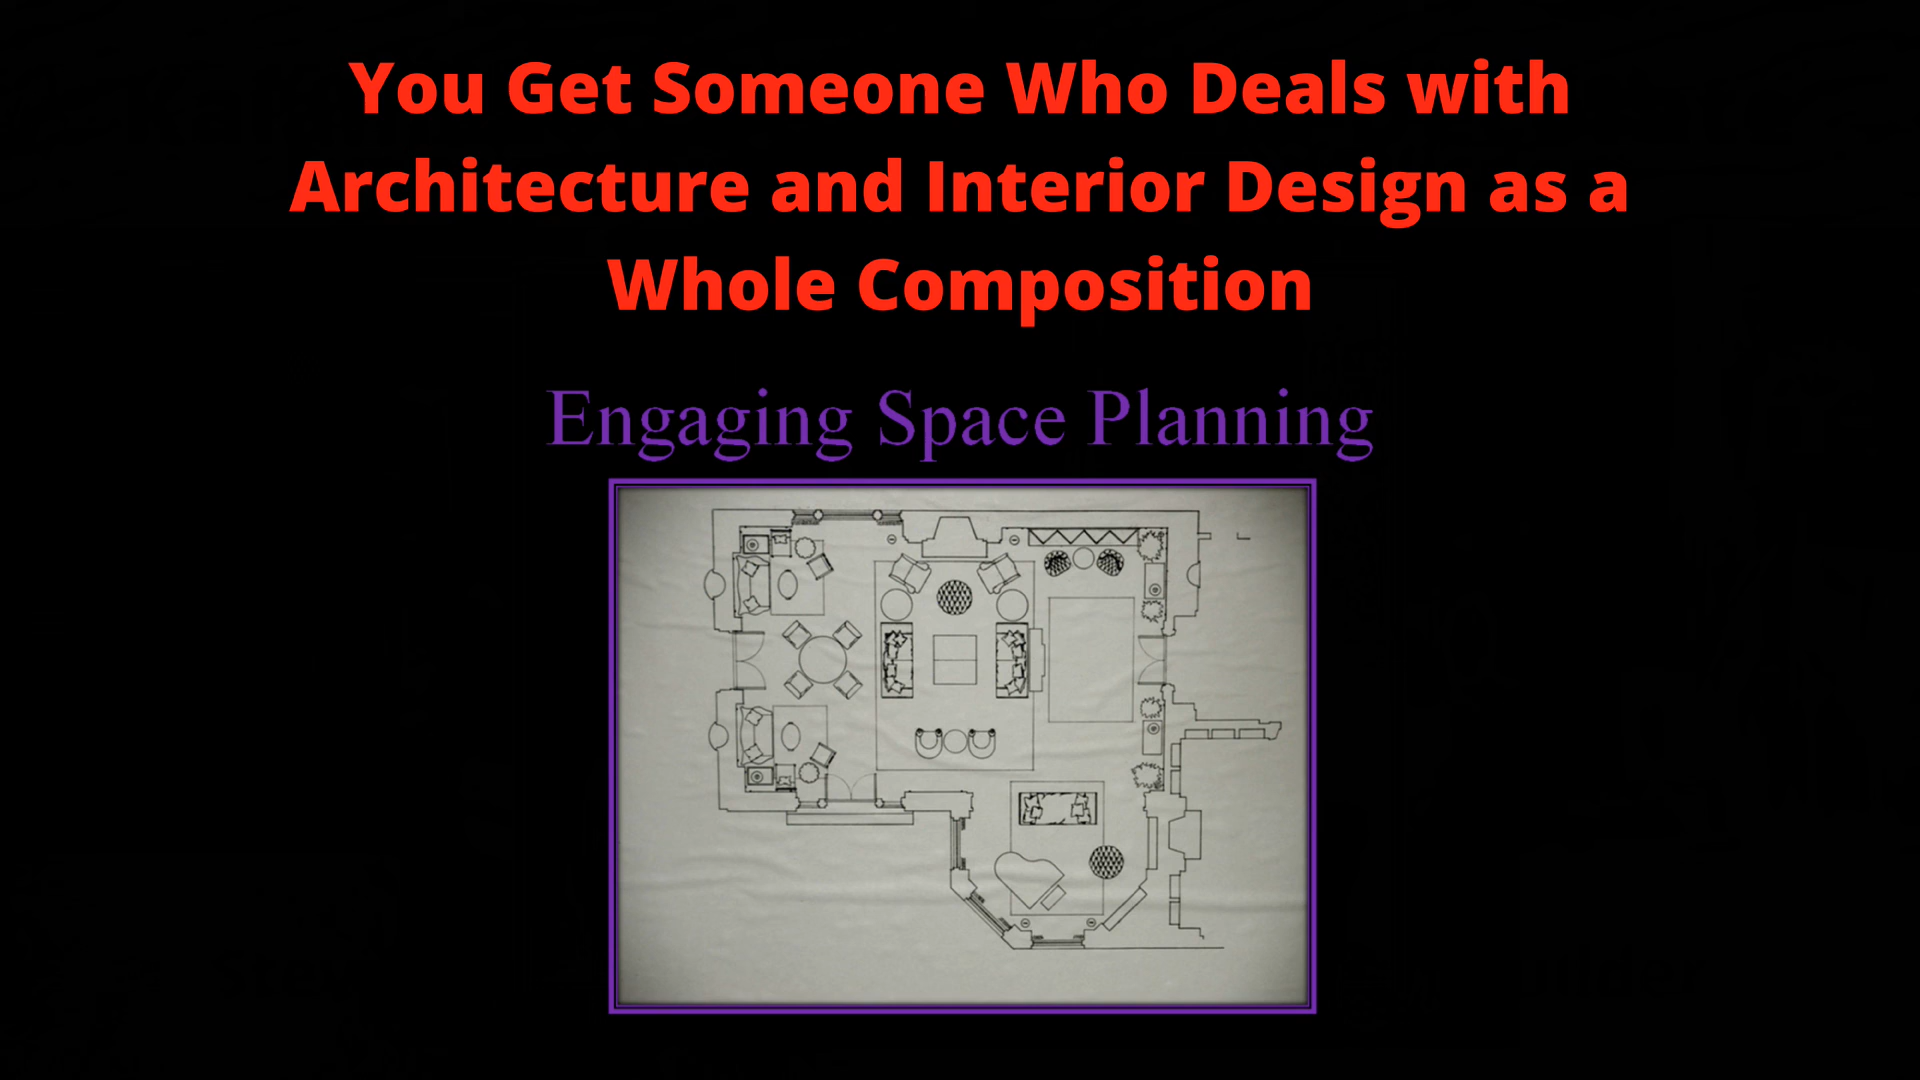 You Get Someone Who Deals with
Architecture and Interior Design as a
Whole Composition
Engaging Space Planning